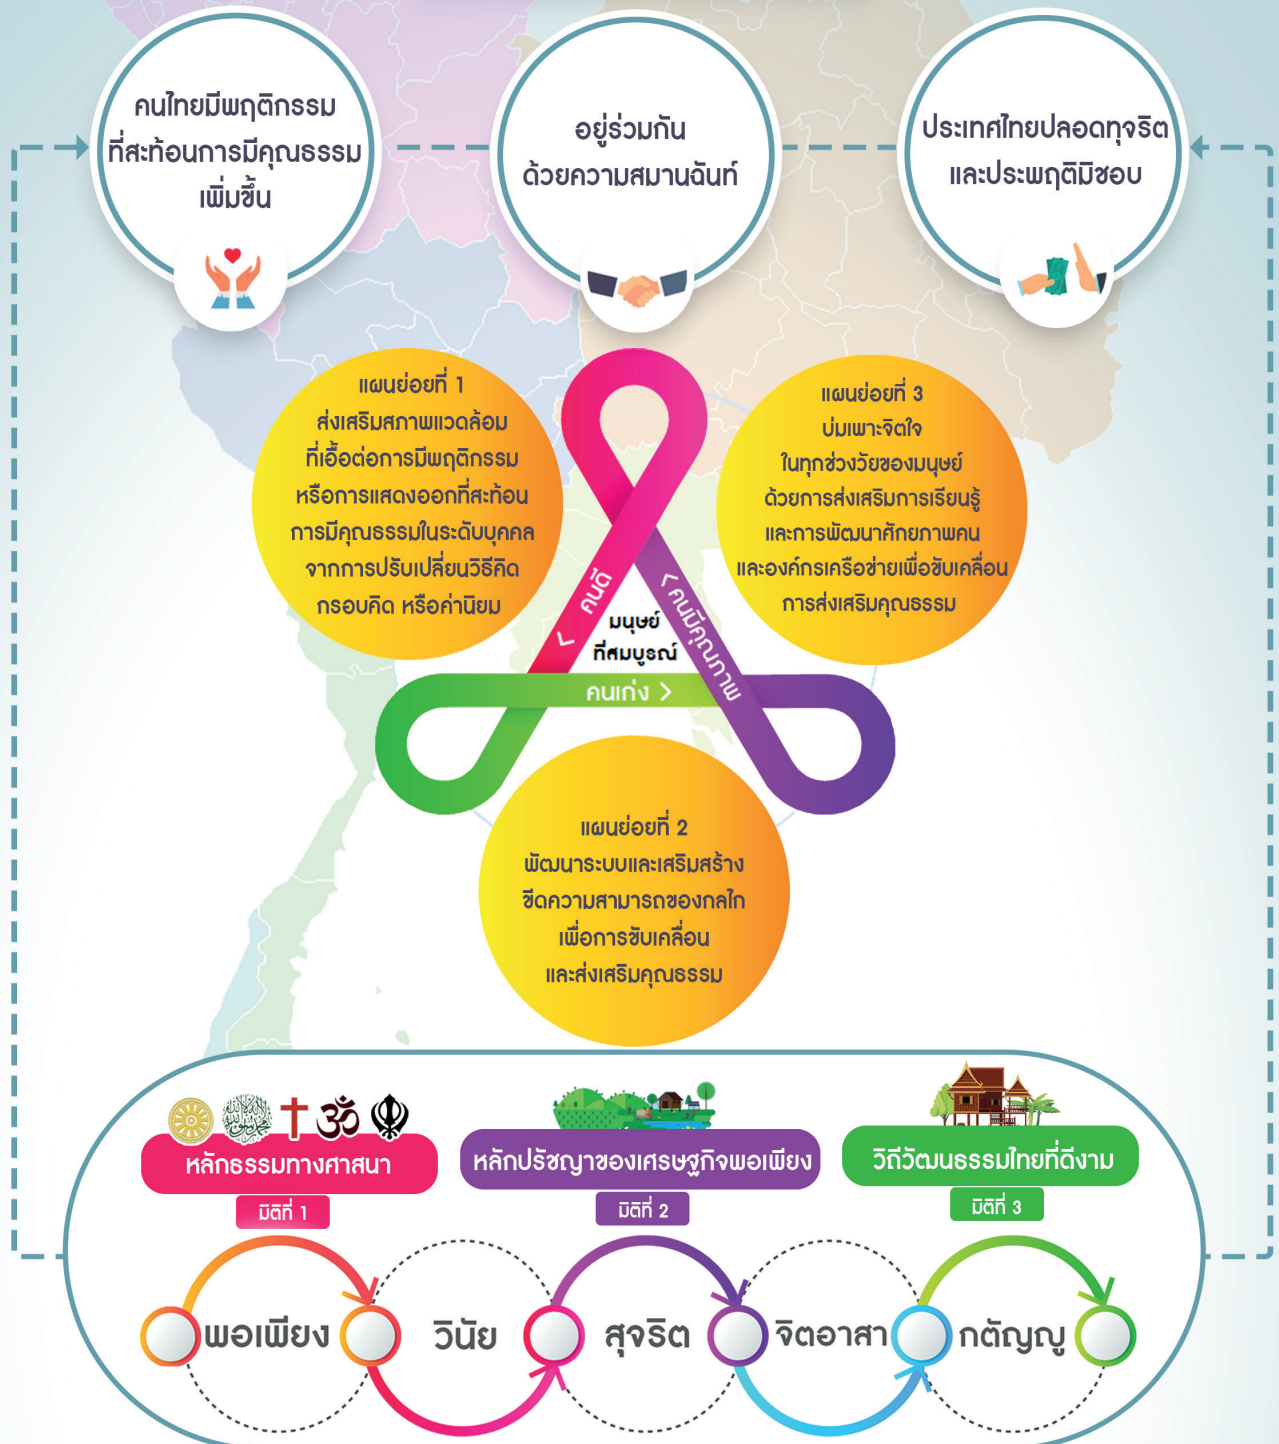 คนไทยมีพฤติกรรม
ที่สะท้อนการมีคุณธรรม
เพิ่มขึ้น
อยู่ร่วมกัน
ด้วยความสมานฉันท์
ประเทศไทยปลอดทุจริต
และประพฤติมิชอบ
แผนย่อยที่ 1
ส่งเสริมสภาพแวดล้อม
ที่เอื้อต่อการมีพฤติกรรม
หรือการแสดงออกที่สะท้อน
การมีคุณธรรมในระดับบุคคล
จากการปรับเปลี่ยนวิธีคิด
กรอบคิด หรือค่านิยม
แผนย่อยที่ 3
บ่มเพาะจิตใจ
ในทุกช่วงวัยของมนุษย์
ด้วยการส่งเสริมการเรียนรู้
และการพัฒนาศักยภาพคน
และองค์กรเครือข่ายเพื่อขับเคลื่อน
การส่งเสริมคุณธรรม
< คนดี
< คนมีคุณภาพ
มนุษย์
ที่สมบูรณ์
คนเก่ง >
แผนย่อยที่ 2
พัฒนาระบบและเสริมสร้าง
ขีดความสามารถของกลไก
เพื่อการขับเคลื่อน
และส่งเสริมคุณธรรม
หลักธรรมทางศาสนา
มิติที่ 1
หลักปรัชญาของเศรษฐกิจพอเพียง
มิติที่ 2
วิถีวัฒนธรรมไทยที่ดีงาม
มิติที่ 3
พอเพียง
วินัย
สุจริต
จิตอาสา
กตัญญู